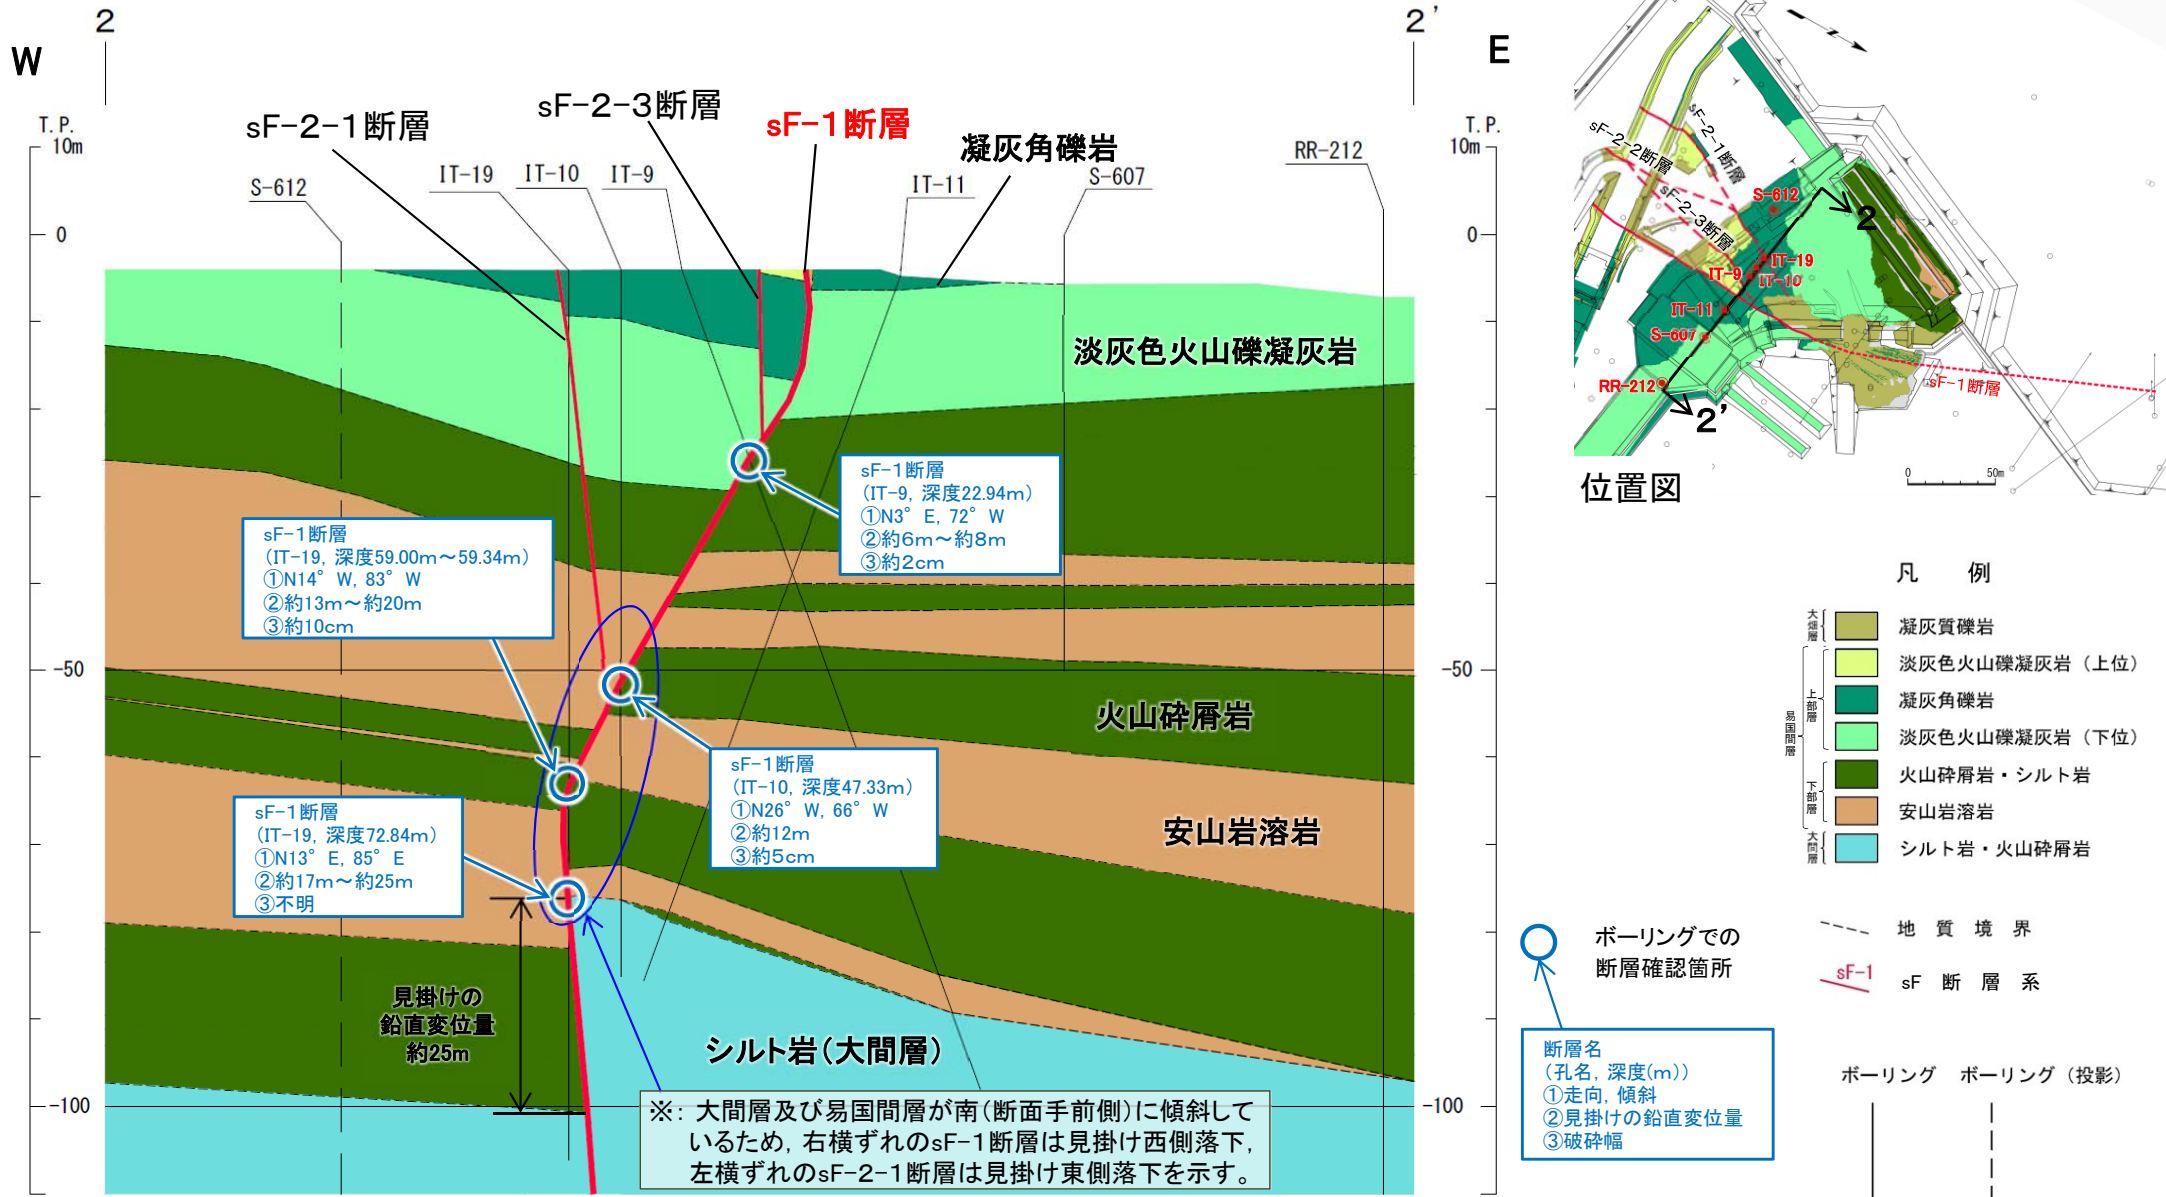 2
2'
W
E
T.P.
10m
0
-50
-100
T.P.
10m
0
-50
-100
sF-2-1断層
sF-2-3断層
sF-1断層
凝灰角礫岩
S-612
IT-19
IT-10
IT-9
IT-11
S-607
RR-212
淡灰色火山礫凝灰岩
火山砕屑岩
安山岩溶岩
シルト岩(大間層)
sF-1断層
(IT-9, 深度22.94m)
①N3° E, 72° W
②約6m~約8m
③約2cm
sF-1断層
(IT-19, 深度59.00m~59.34m)
①N14° W, 83° W
②約13m~約20m
③約10cm
sF-1断層
(IT-10, 深度47.33m)
①N26° W, 66° W
②約12m
③約5cm
sF-1断層
(IT-19, 深度72.84m)
①N13° E, 85° E
②約17m~約25m
③不明
見掛けの
鉛直変位量
約25m
※: 大間層及び易国間層が南(断面手前側)に傾斜して
いるため, 右横ずれのsF-1断層は見掛け西側落下,
左横ずれのsF-2-1断層は見掛け東側落下を示す。
N
sF-2-1断層
sF-2-2断層
sF-2-3断層
S-612
2
IT-19
IT-9
IT-10
IT-11
S-607
RR-212
2'
sF-1断層
0
50m
位置図
凡 例
大畑層
凝灰質礫岩
易国間層
上部層
淡灰色火山礫凝灰岩(上位)
凝灰角礫岩
淡灰色火山礫凝灰岩(下位)
下部層
火山砕屑岩・シルト岩
安山岩溶岩
大間層
シルト岩・火山砕屑岩
地 質 境 界
sF-1
sF 断 層 系
ボーリングでの
断層確認箇所
断層名
(孔名, 深度(m))
①走向, 傾斜
②見掛けの鉛直変位量
③破砕幅
ボーリング
ボーリング(投影)